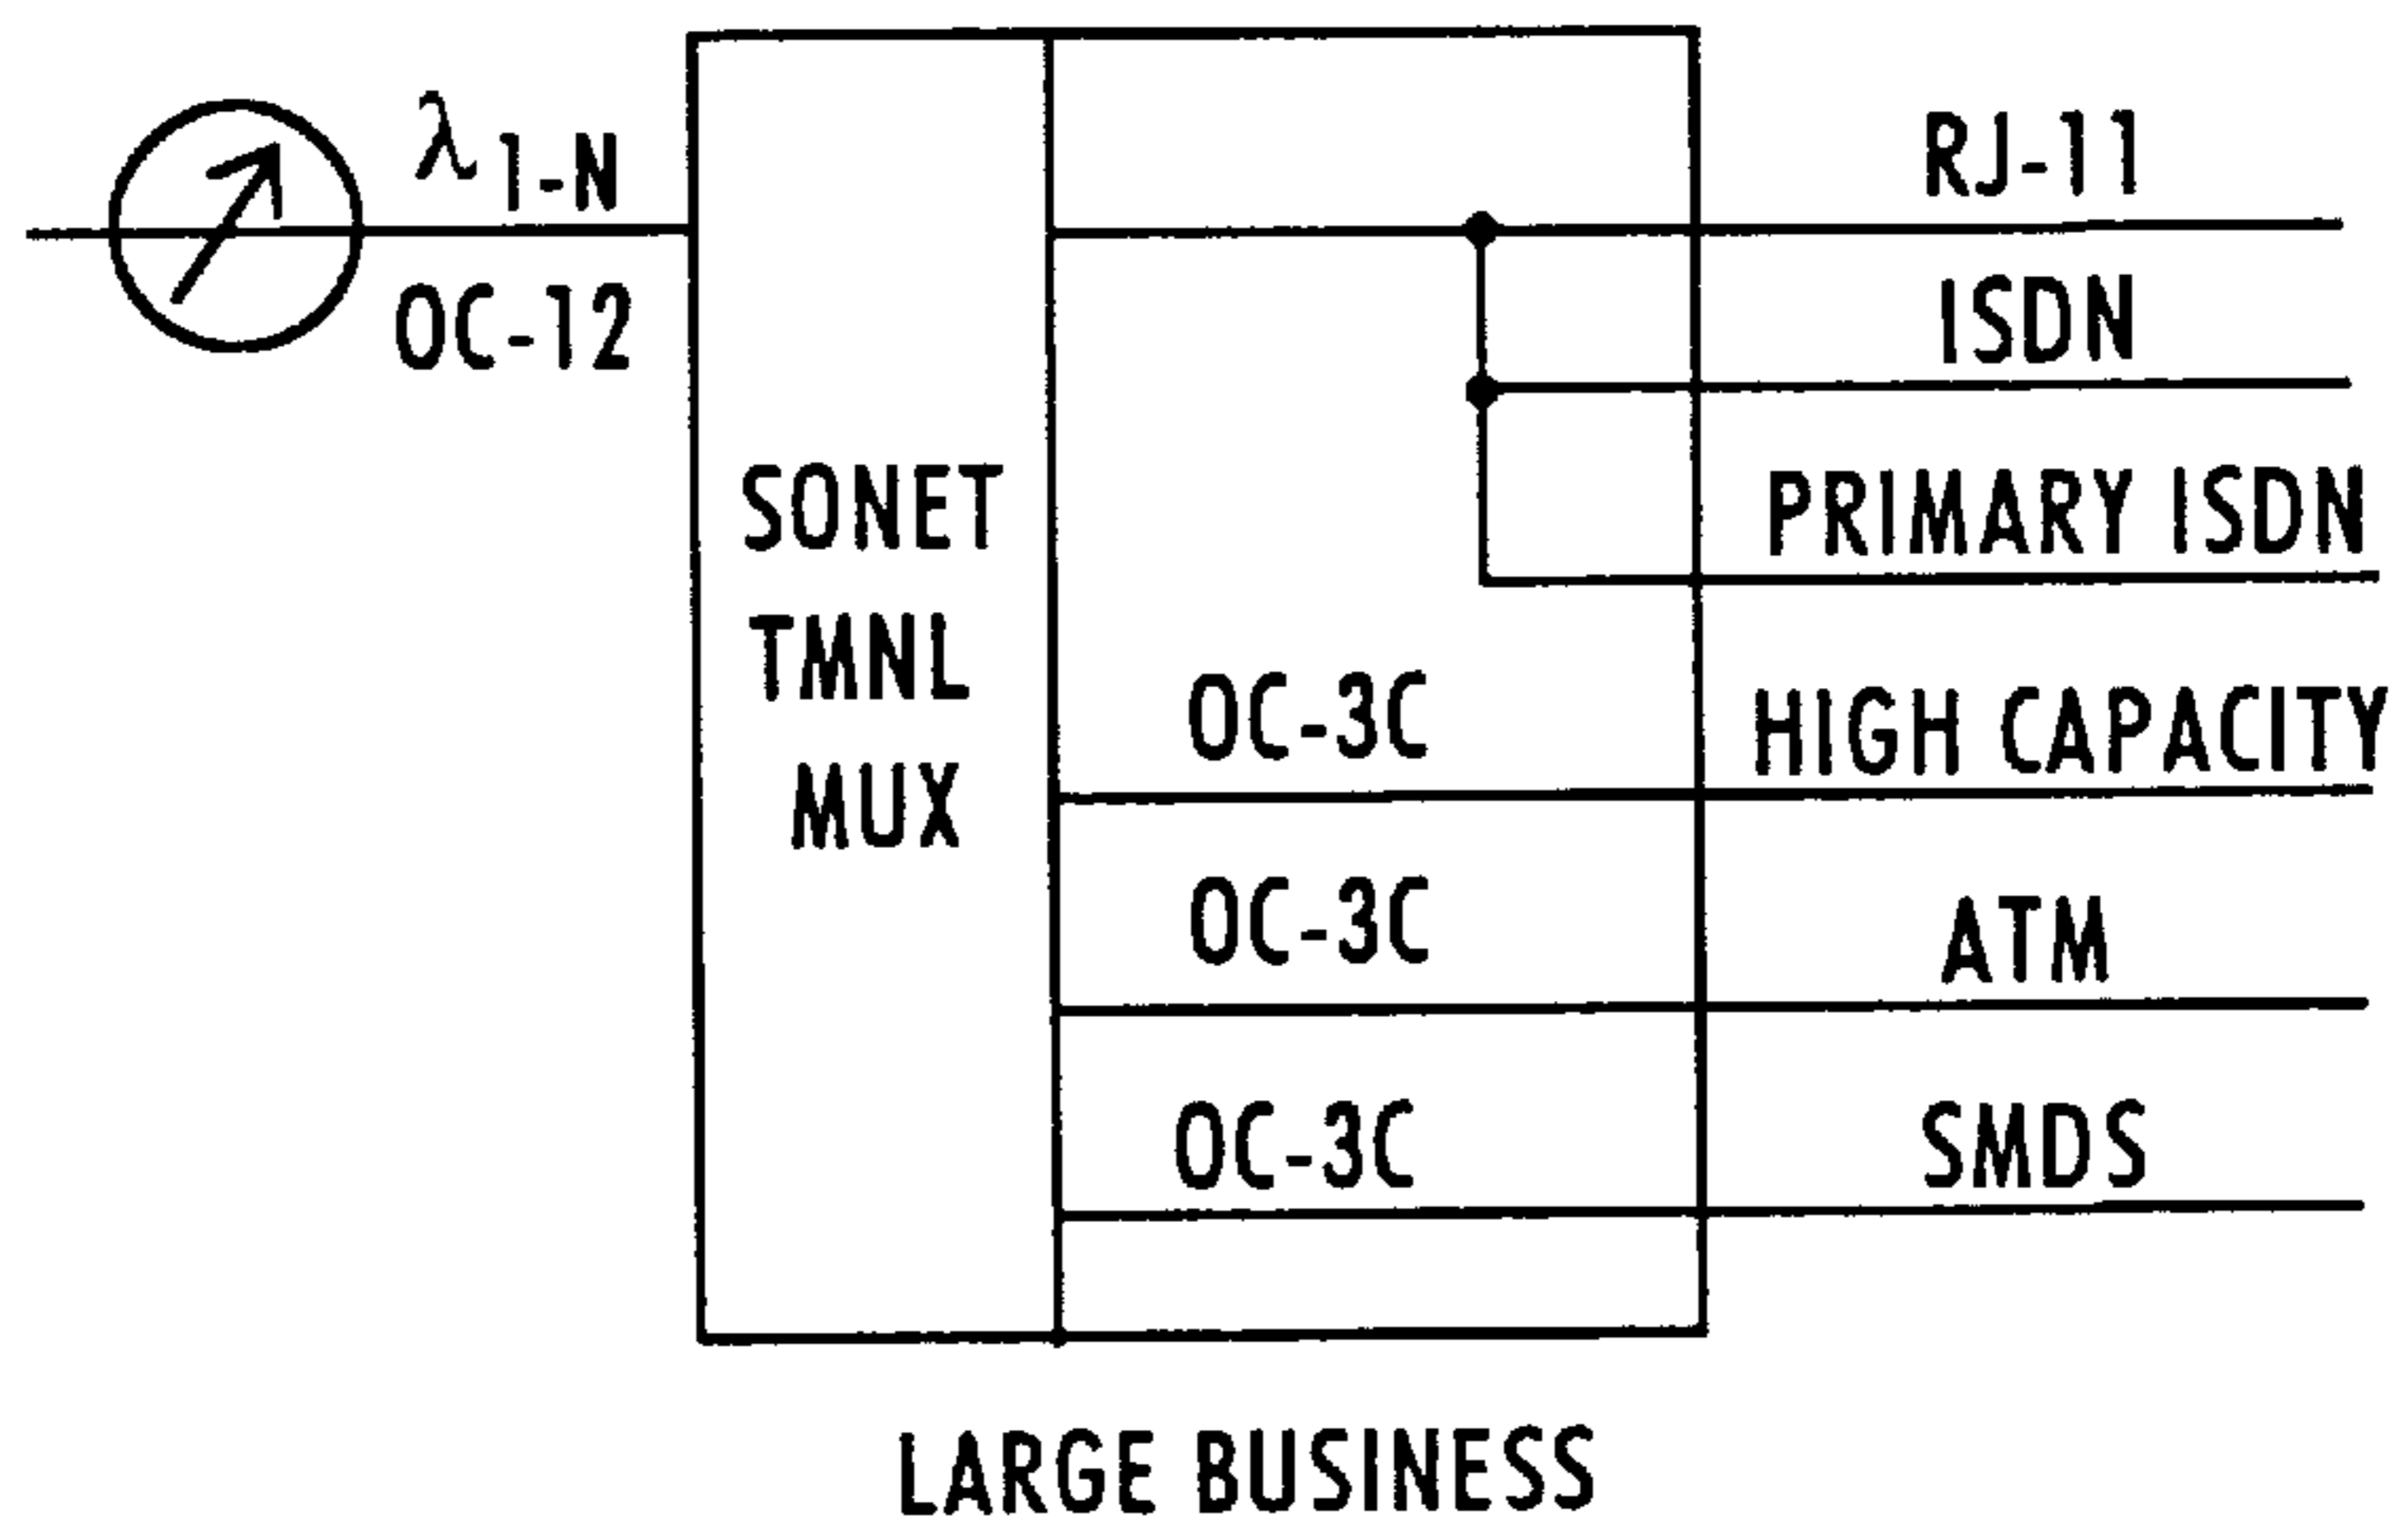 λ1-N
OC-12
SONET
TMNL
MUX
OC-3C
OC-3C
OC-3C
RJ-11
ISDN
PRIMARY ISDN
HIGH CAPACITY
ATM
SMDS
LARGE BUSINESS